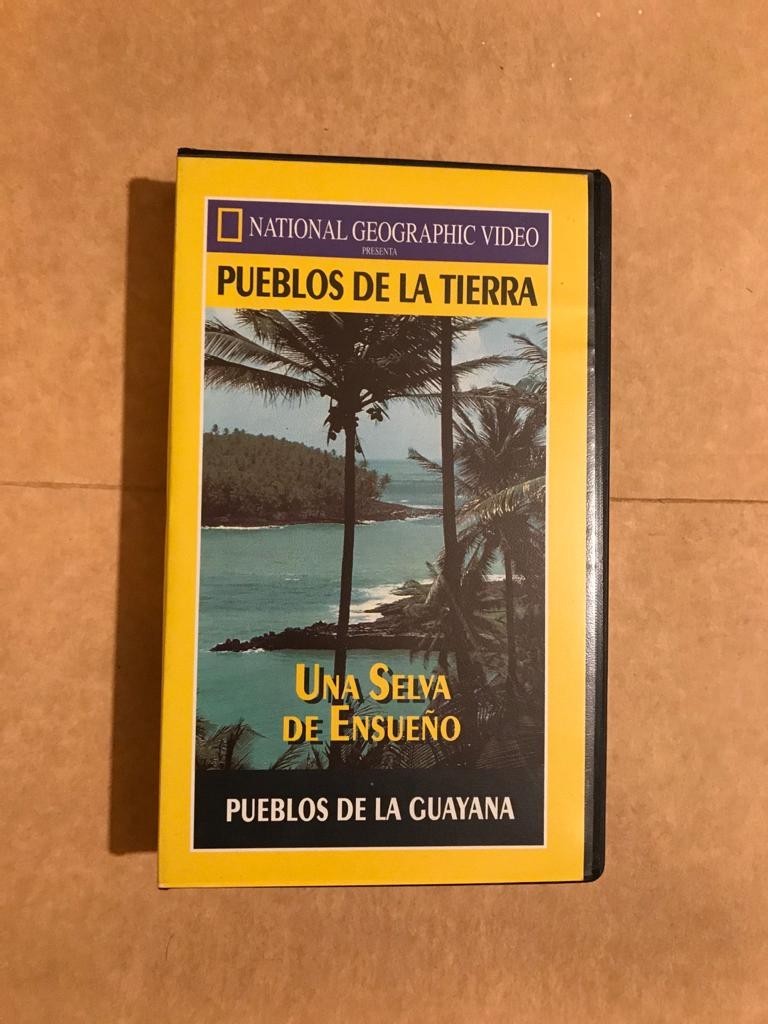 NATIONAL GEOGRAPHIC VIDEO
PRESENTA
PUEBLOS DE LA TIERRA
UNA SELVA
DE ENSUEÑO
PUEBLOS DE LA GUAYANA